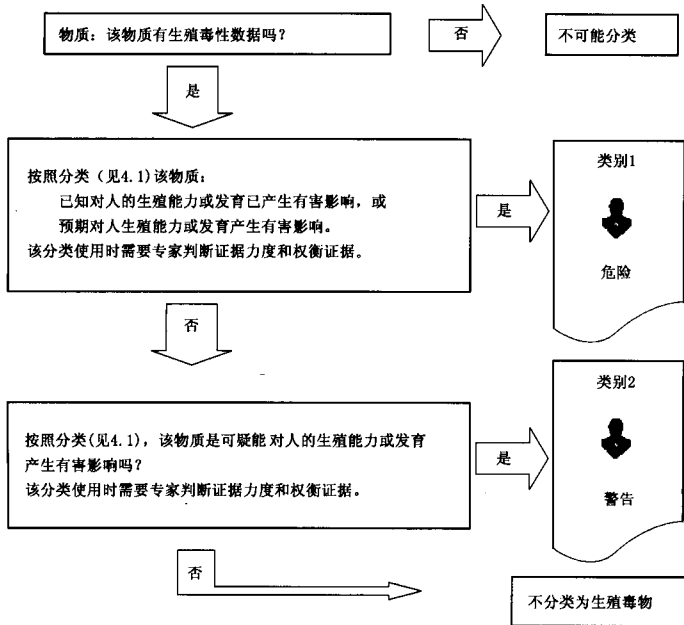 物质：该物质有生殖毒性数据吗？
否
不可能分类
是
按照分类（见4.1）该物质：
已知对人的生殖能力或发育已产生有害影响，或
预期对人生殖能力或发育产生有害影响。
该分类使用时需要专家判断证据力度和权衡证据。
是
类别1
危险
否
按照分类(见4.1)，该物质是可疑能对人的生殖能力或发育
产生有害影响吗？
该分类使用时需要专家判断证据力度和权衡证据。
是
类别2
警告
否
不分类为生殖毒物